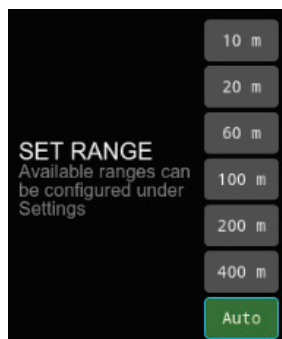 SET RANGE
Available ranges can
be configured under
Settings
10 m
20 m
60 m
100 m
200 m
400 m
Auto